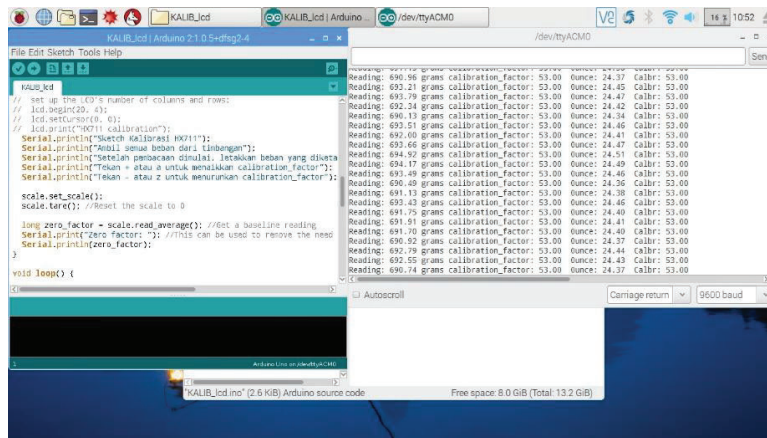 KALIB_lcd
KALIB_lcd | Arduino ...
/dev/ttyACM0
16 %
10:52
KALIB_lcd | Arduino 2:1.0.5+dfsg2-4
File Edit Sketch Tools Help
KALIB_lcd
// set up the LCD's number of columns and rows:
// lcd.begin(20, 4);
// lcd.setCursor(0, 0);
// lcd.print("HX711 calibration");
Serial.println("Sketch Kalibrasi HX711");
Serial.println("Ambil semua beban dari timbangan");
Serial.println("Setelah pembacaan dimulai, letakkan beban yang diketa
Serial.println("Tekan + atau a untuk menaikkan calibration_factor");
Serial.println("Tekan - atau z untuk menurunkan calibration_factor");
scale.set_scale();
scale.tare(); //Reset the scale to 0
long zero_factor = scale.read_average(); //Get a baseline reading
Serial.print("Zero factor: "); //This can be used to remove the need
Serial.println(zero_factor);
}
void loop() {
1
Arduino Uno on /dev/ttyACM0
/dev/ttyACM0
Sen
Reading: 690.96 grams calibration_factor: 53.00 Ounce: 24.37 Calbr: 53.00
Reading: 693.21 grams calibration_factor: 53.00 Ounce: 24.45 Calbr: 53.00
Reading: 693.79 grams calibration_factor: 53.00 Ounce: 24.47 Calbr: 53.00
Reading: 692.34 grams calibration_factor: 53.00 Ounce: 24.42 Calbr: 53.00
Reading: 690.13 grams calibration_factor: 53.00 Ounce: 24.34 Calbr: 53.00
Reading: 693.51 grams calibration_factor: 53.00 Ounce: 24.46 Calbr: 53.00
Reading: 692.00 grams calibration_factor: 53.00 Ounce: 24.41 Calbr: 53.00
Reading: 693.66 grams calibration_factor: 53.00 Ounce: 24.47 Calbr: 53.00
Reading: 694.92 grams calibration_factor: 53.00 Ounce: 24.51 Calbr: 53.00
Reading: 694.17 grams calibration_factor: 53.00 Ounce: 24.49 Calbr: 53.00
Reading: 693.49 grams calibration_factor: 53.00 Ounce: 24.46 Calbr: 53.00
Reading: 690.49 grams calibration_factor: 53.00 Ounce: 24.36 Calbr: 53.00
Reading: 691.13 grams calibration_factor: 53.00 Ounce: 24.38 Calbr: 53.00
Reading: 693.43 grams calibration_factor: 53.00 Ounce: 24.46 Calbr: 53.00
Reading: 691.75 grams calibration_factor: 53.00 Ounce: 24.40 Calbr: 53.00
Reading: 691.91 grams calibration_factor: 53.00 Ounce: 24.41 Calbr: 53.00
Reading: 691.70 grams calibration_factor: 53.00 Ounce: 24.40 Calbr: 53.00
Reading: 690.92 grams calibration_factor: 53.00 Ounce: 24.37 Calbr: 53.00
Reading: 692.79 grams calibration_factor: 53.00 Ounce: 24.44 Calbr: 53.00
Reading: 692.55 grams calibration_factor: 53.00 Ounce: 24.43 Calbr: 53.00
Reading: 690.74 grams calibration_factor: 53.00 Ounce: 24.37 Calbr: 53.00
Autoscroll
Carriage return
9600 baud
"KALIB_lcd.ino" (2.6 KiB) Arduino source code
Free space: 8.0 GiB (Total: 13.2 GiB)